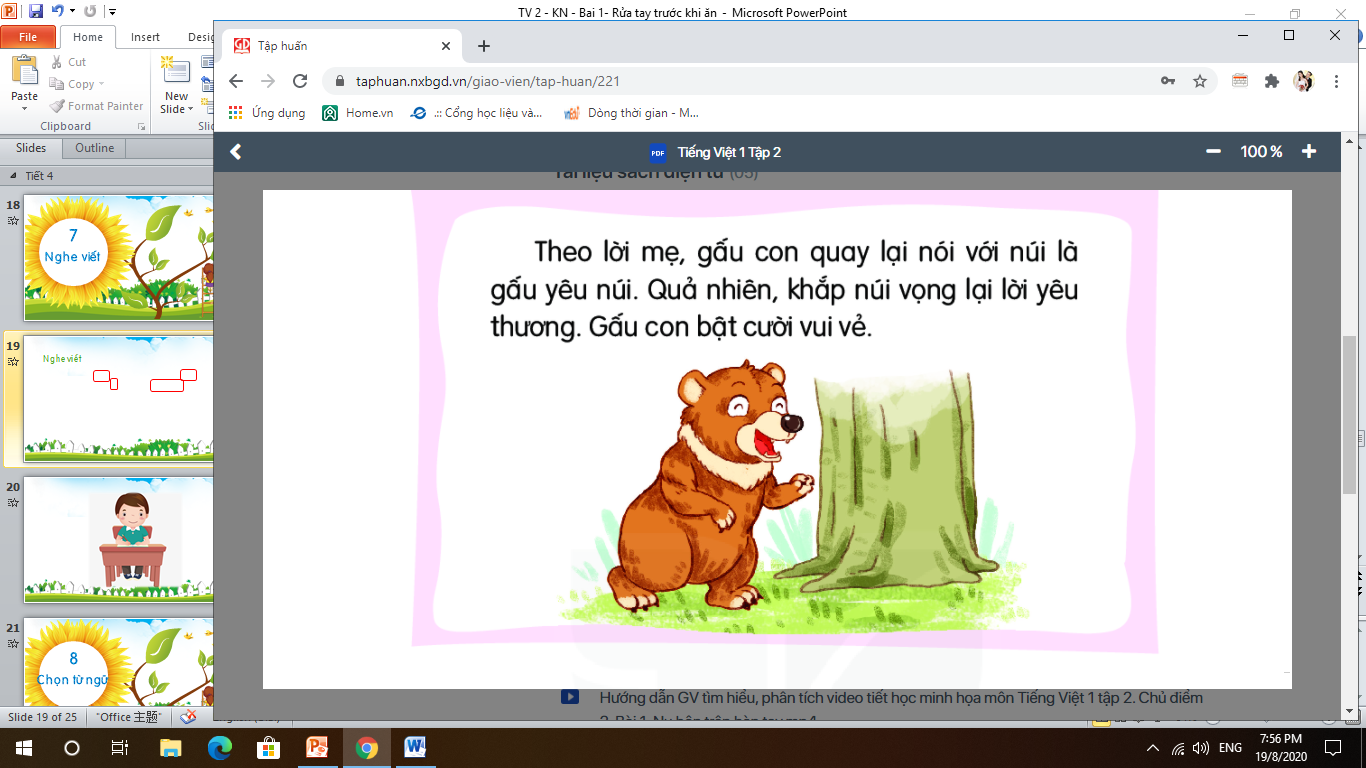 TV 2 - KN - Bai 1- Rửa tay trước khi ăn - Microsoft PowerPoint
File Home Insert
Paste
Cut
Copy
Format Painter
Clipboard
New
Slide
Slides Outline
Tiết 4
18
7
Nghe viết
19
Nghe viết
20
21
8
Chọn từ ngữ
Slide 19 of 25 "Office 主题"
Tập huấn
taphuan.nxbgd.vn/giao-vien/tap-huan/221
Ứng dụng Home.vn .:: Cổng học liệu và... Dòng thời gian - M...
PDF Tiếng Việt 1 Tập 2 100 %
Tài liệu sách điện tử (05)
Theo lời mẹ, gấu con quay lại nói với núi là
gấu yêu núi. Quả nhiên, khắp núi vọng lại lời yêu
thương. Gấu con bật cười vui vẻ.
Hướng dẫn GV tìm hiểu, phân tích video tiết học minh họa môn Tiếng Việt 1 tập 2. Chủ điểm
ENG
7:56 PM
19/8/2020